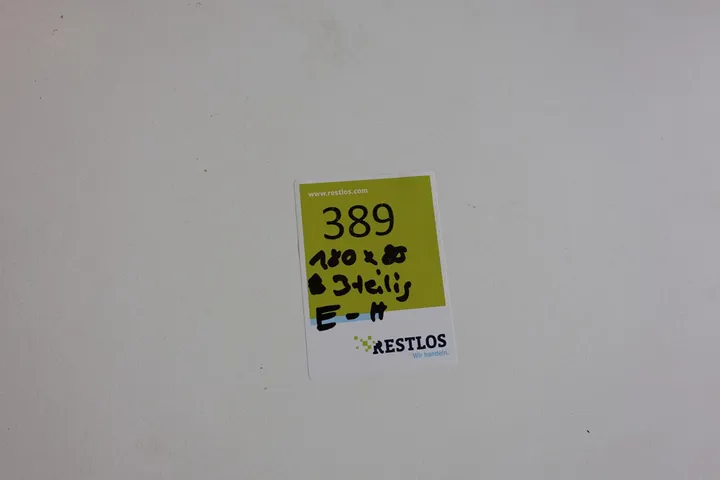 www.restlos.com
389
180 x 80
3teilig
E - H
RESTLOS
Wir handeln.